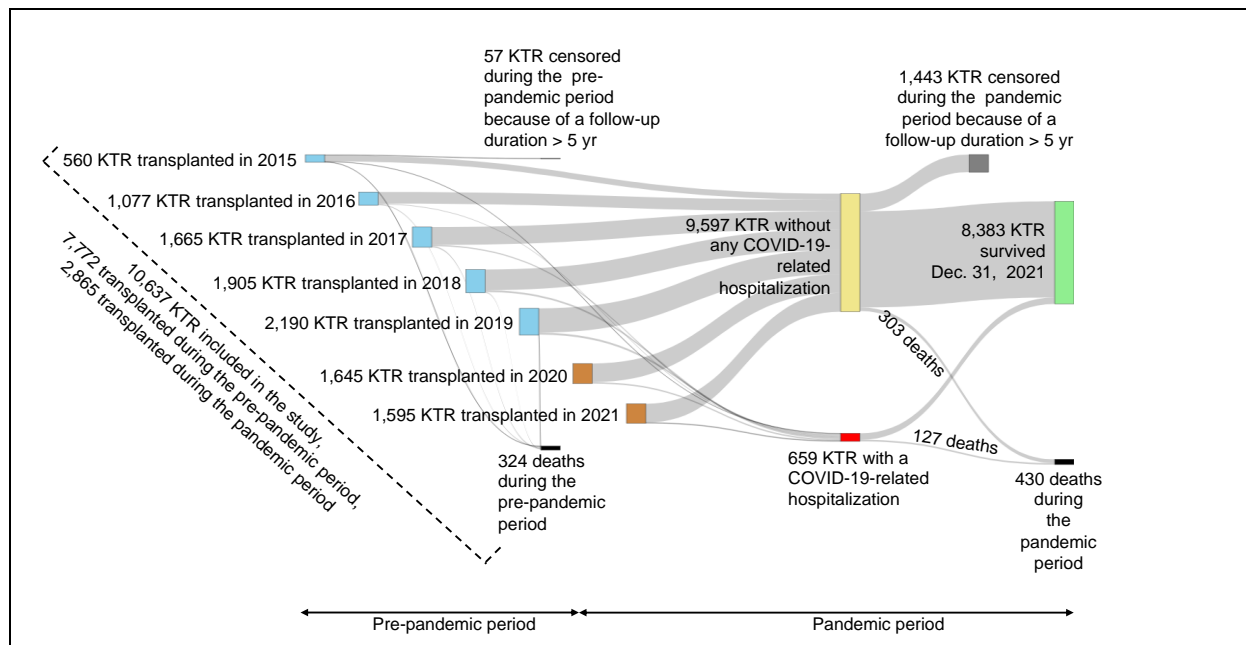 57 KTR censored
during the pre-
pandemic period
because of a follow-up
duration > 5 yr
1,443 KTR censored
during the pandemic
period because of a
follow-up duration > 5 yr
560 KTR transplanted in 2015
1,077 KTR transplanted in 2016
1,665 KTR transplanted in 2017
1,905 KTR transplanted in 2018
2,190 KTR transplanted in 2019
1,645 KTR transplanted in 2020
1,595 KTR transplanted in 2021
10,637 KTR included in the study,
7,772 transplanted during the pre-pandemic period,
2,865 transplanted during the pandemic period
9,597 KTR without
any COVID-19-
related
hospitalization
8,383 KTR
survived
Dec. 31, 2021
303 deaths
127 deaths
324 deaths
during the
pre-pandemic
period
659 KTR with a
COVID-19-related
hospitalization
430 deaths
during
the
pandemic
period
Pre-pandemic period
Pandemic period